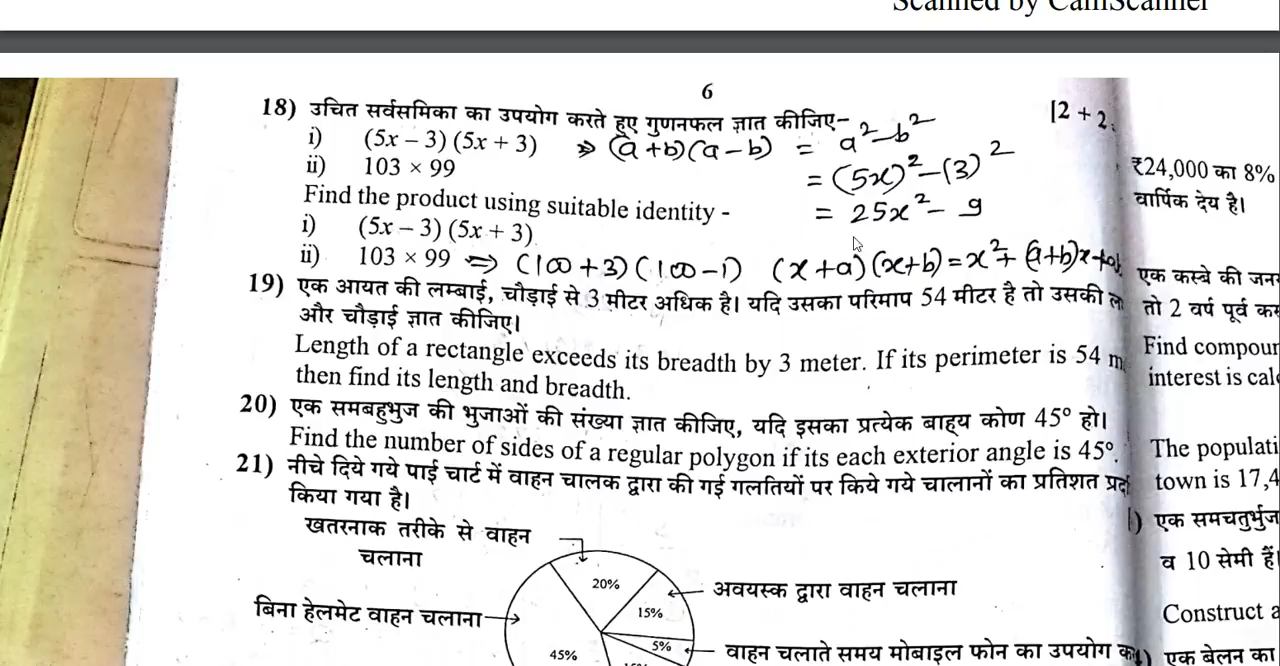 Scanned by CamScanner
6
18) उचित सर्वसमिका का उपयोग करते हुए गुणनफल ज्ञात कीजिए-
[2 + 2
i) (5x – 3) (5x + 3) ⇒ (a+b)(a-b) = a²-b²
ii) 103 × 99
= (5x)² - (3)²
Find the product using suitable identity -
= 25x² - 9
i) (5x – 3) (5x + 3)
ii) 103 × 99 ⇒ (100+3)(100-1) (x+a)(x+b) = x² + (a+b)x + ab
19) एक आयत की लम्बाई, चौड़ाई से 3 मीटर अधिक है। यदि उसका परिमाप 54 मीटर है तो उसकी
और चौड़ाई ज्ञात कीजिए।
Length of a rectangle exceeds its breadth by 3 meter. If its perimeter is 54 m
then find its length and breadth.
20) एक समबहुभुज की भुजाओं की संख्या ज्ञात कीजिए, यदि इसका प्रत्येक बाह्य कोण 45° हो।
Find the number of sides of a regular polygon if its each exterior angle is 45°.
21) नीचे दिये गये पाई चार्ट में वाहन चालक द्वारा की गई गलतियों पर किये गये चालानों का प्रतिशत
किया गया है।
खतरनाक तरीके से वाहन
चलाना
20%
अवयस्क द्वारा वाहन चलाना
बिना हेलमेट वाहन चलाना
15%
5%
वाहन चलाते समय मोबाइल फोन का उपयोग
45%
₹24,000 का 8%
वार्षिक देय है।
एक कस्बे की
तो 2 वर्ष पूर्व
Find
interest is
The
town is 17,4
एक समचतुर्भुज
व 10 सेमी हैं
Construct a
एक बेलन का